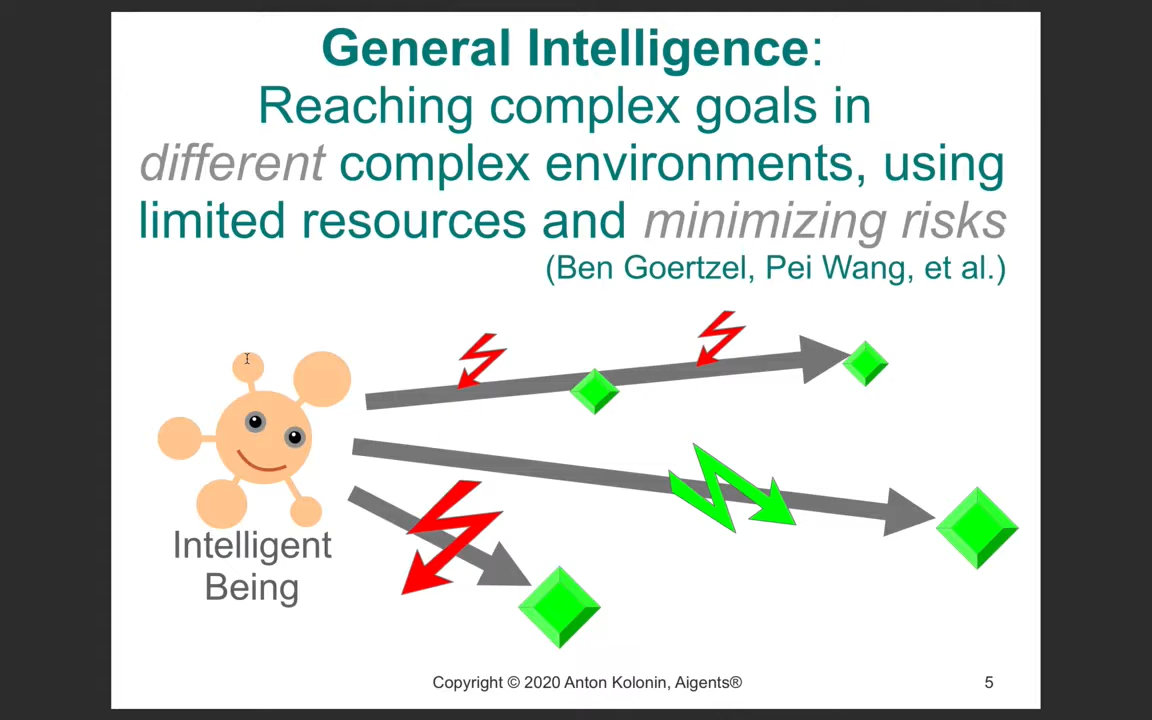 General Intelligence:
Reaching complex goals in
different complex environments, using
limited resources and minimizing risks
(Ben Goertzel, Pei Wang, et al.)
Intelligent
Being
Copyright © 2020 Anton Kolonin, Aigents®
5